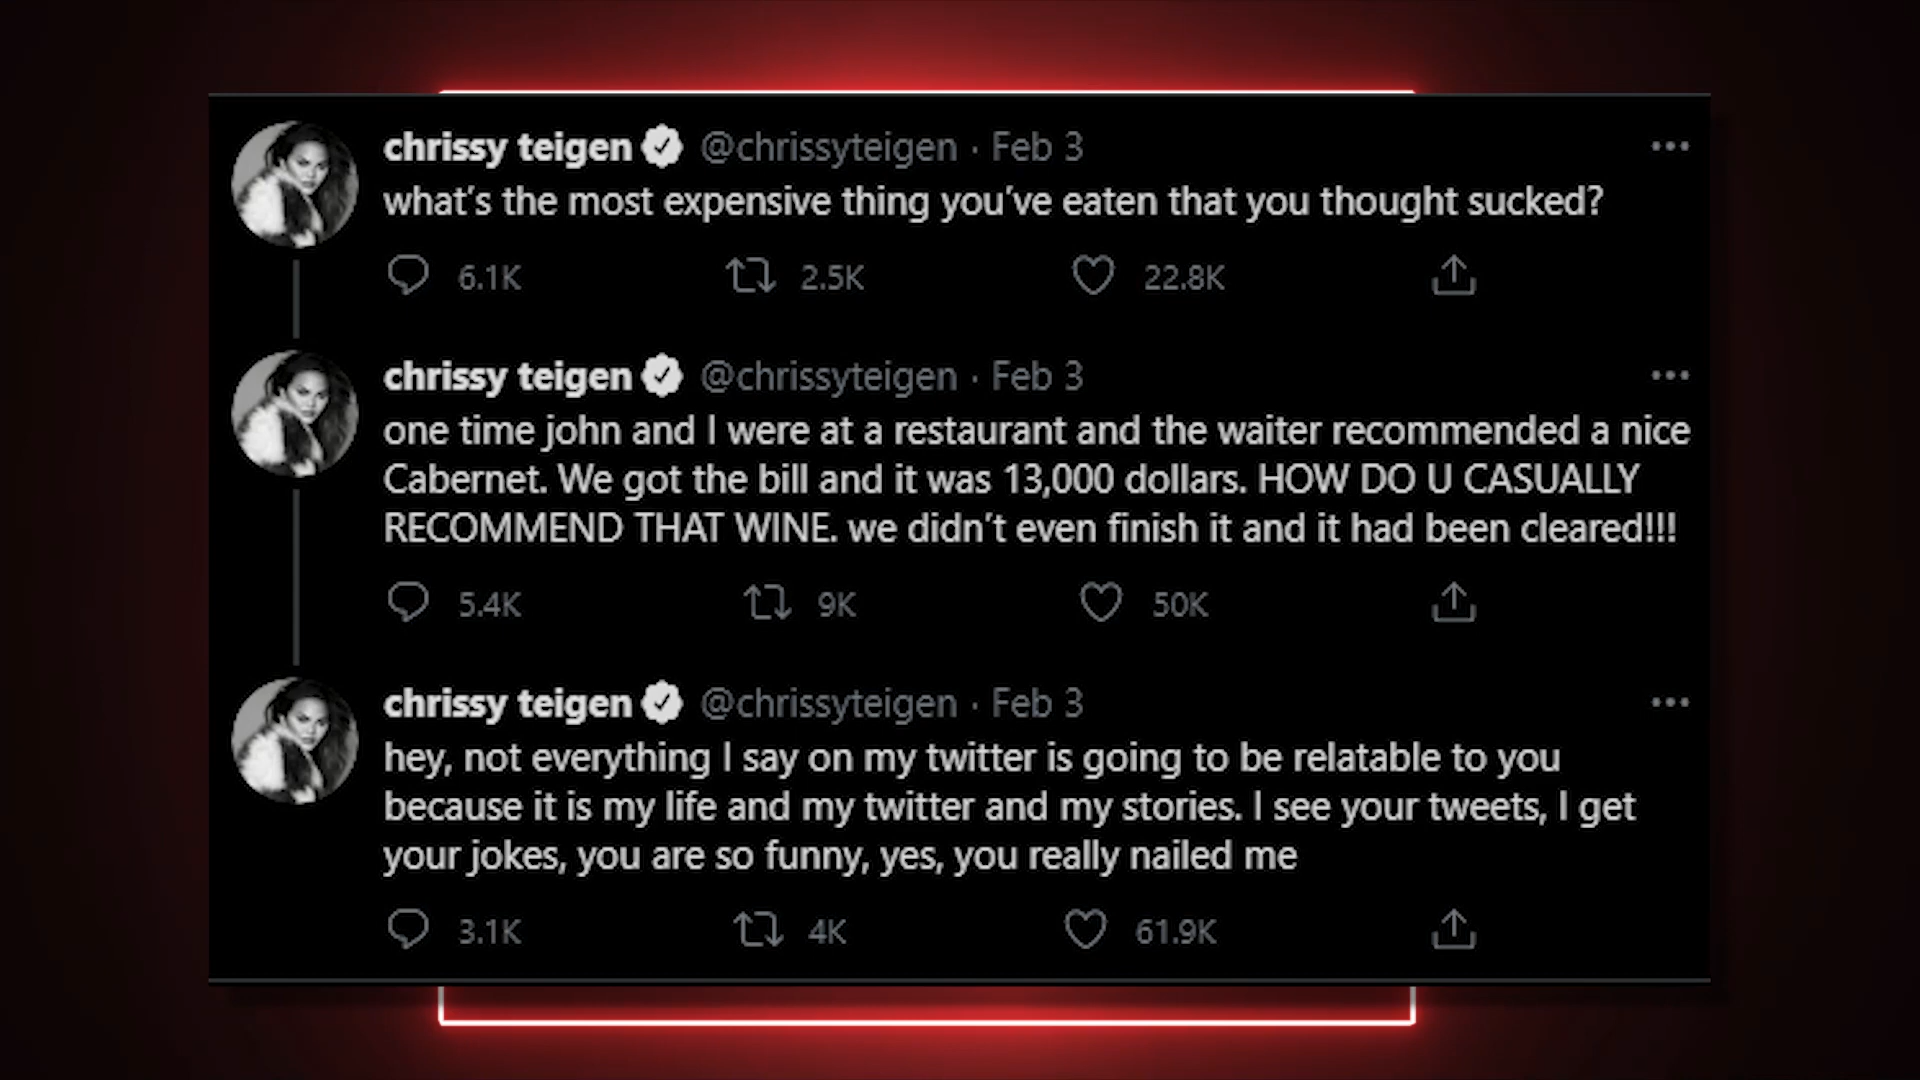 chrissy teigen @chrissyteigen · Feb 3
what's the most expensive thing you've eaten that you thought sucked?
6.1K 2.5K 22.8K
chrissy teigen @chrissyteigen · Feb 3
one time john and I were at a restaurant and the waiter recommended a nice
Cabernet. We got the bill and it was 13,000 dollars. HOW DO U CASUALLY
RECOMMEND THAT WINE. we didn't even finish it and it had been cleared!!!
5.4K 9K 50K
chrissy teigen @chrissyteigen · Feb 3
hey, not everything I say on my twitter is going to be relatable to you
because it is my life and my twitter and my stories. I see your tweets, I get
your jokes, you are so funny, yes, you really nailed me
3.1K 4K 61.9K